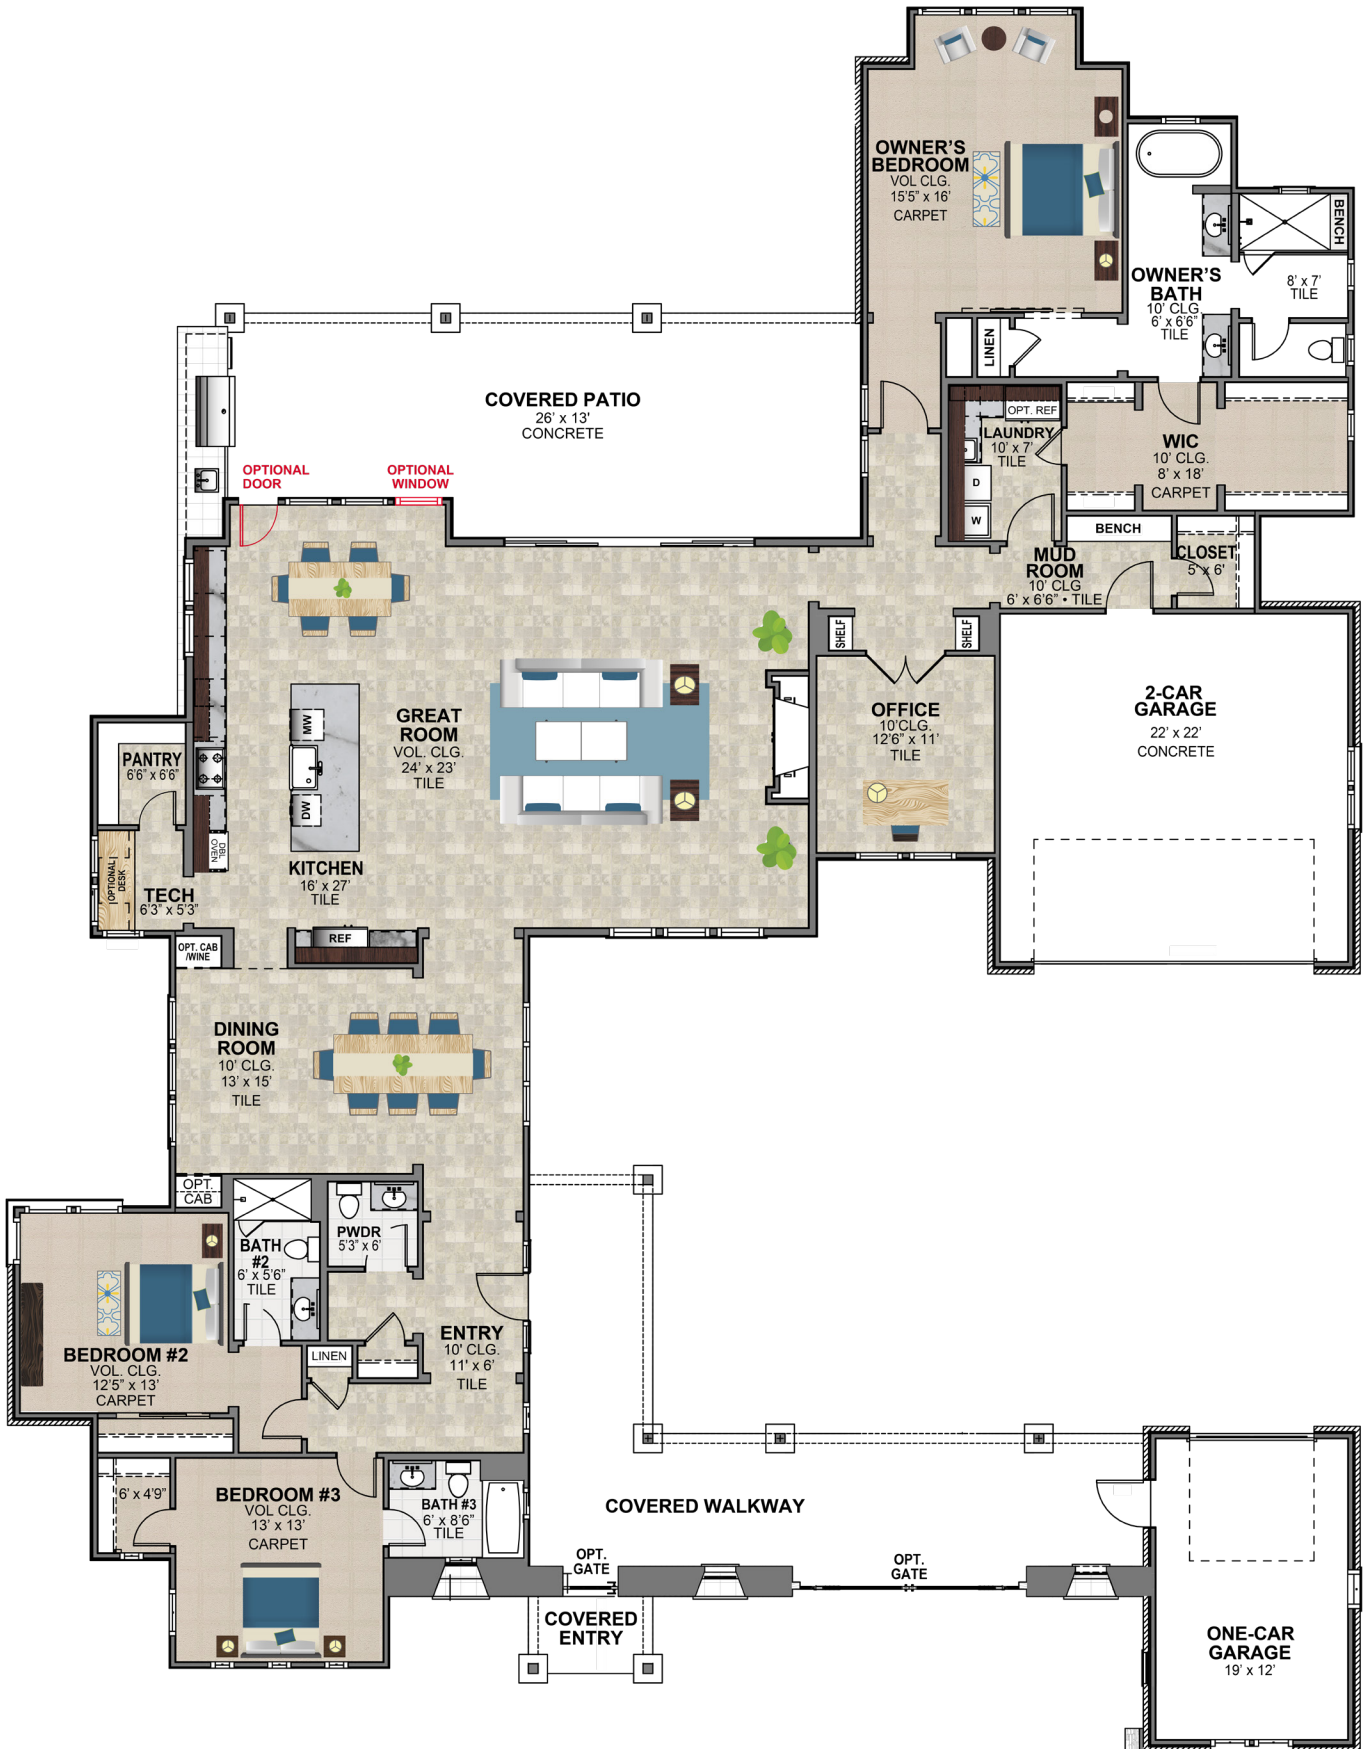 OWNER'S
BEDROOM
VOL CLG.
15'5" x 16'
CARPET
BENCH
8' x 7'
TILE
OWNER'S
BATH
10' CLG.
6' x 6'6"
TILE
LINEN
COVERED PATIO
26' x 13'
CONCRETE
OPT. REF
LAUNDRY
10' x 7'
TILE
D
W
WIC
10' CLG.
8' x 18'
CARPET
OPTIONAL
DOOR
OPTIONAL
WINDOW
BENCH
MUD
ROOM
10' CLG
6' x 6'6" • TILE
CLOSET
5' x 6'
SHELF
SHELF
OFFICE
10'CLG.
12'6" x 11'
TILE
2-CAR
GARAGE
22' x 22'
CONCRETE
GREAT
ROOM
VOL. CLG.
24' x 23'
TILE
MW
DW
PANTRY
6'6" x 6'6"
DBL
OVEN
KITCHEN
16' x 27'
TILE
OPTIONAL
DESK
TECH
6'3" x 5'3"
OPT. CAB
/WINE
REF
DINING
ROOM
10' CLG.
13' x 15'
TILE
OPT.
CAB
PWDR
5'3" x 6'
BATH
#2
6' x 5'6"
TILE
ENTRY
10' CLG.
11' x 6'
TILE
LINEN
BEDROOM #2
VOL. CLG.
12'5" x 13'
CARPET
6' x 4'9"
BEDROOM #3
VOL CLG.
13' x 13'
CARPET
BATH #3
6' x 8'6"
TILE
COVERED WALKWAY
OPT.
GATE
OPT.
GATE
COVERED
ENTRY
ONE-CAR
GARAGE
19' x 12'